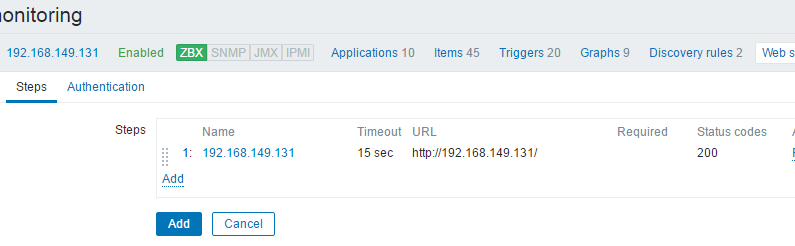 onitoring
192.168.149.131 Enabled ZBX SNMP JMX IPMI Applications 10 Items 45 Triggers 20 Graphs 9 Discovery rules 2 Web s
Steps Authentication
Steps Name Timeout URL Required Status codes
1: 192.168.149.131 15 sec http://192.168.149.131/ 200
Add
Add Cancel